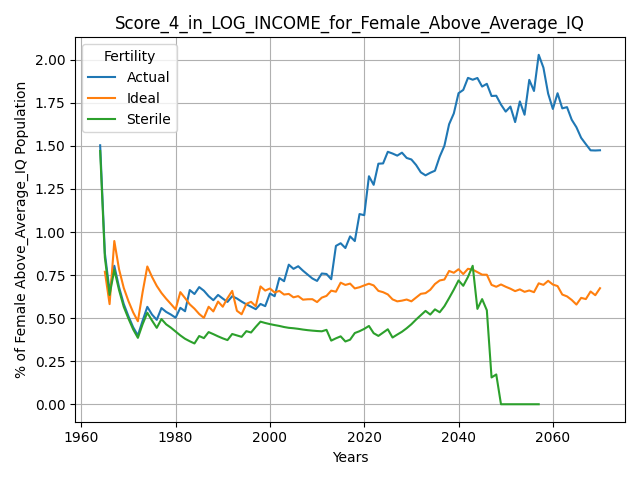 Score_4_in_LOG_INCOME_for_Female_Above_Average_IQ
% of Female Above_Average_IQ Population
Fertility
Actual
Ideal
Sterile
2.00
1.75
1.50
1.25
1.00
0.75
0.50
0.25
0.00
1960 1980 2000 2020 2040 2060
Years